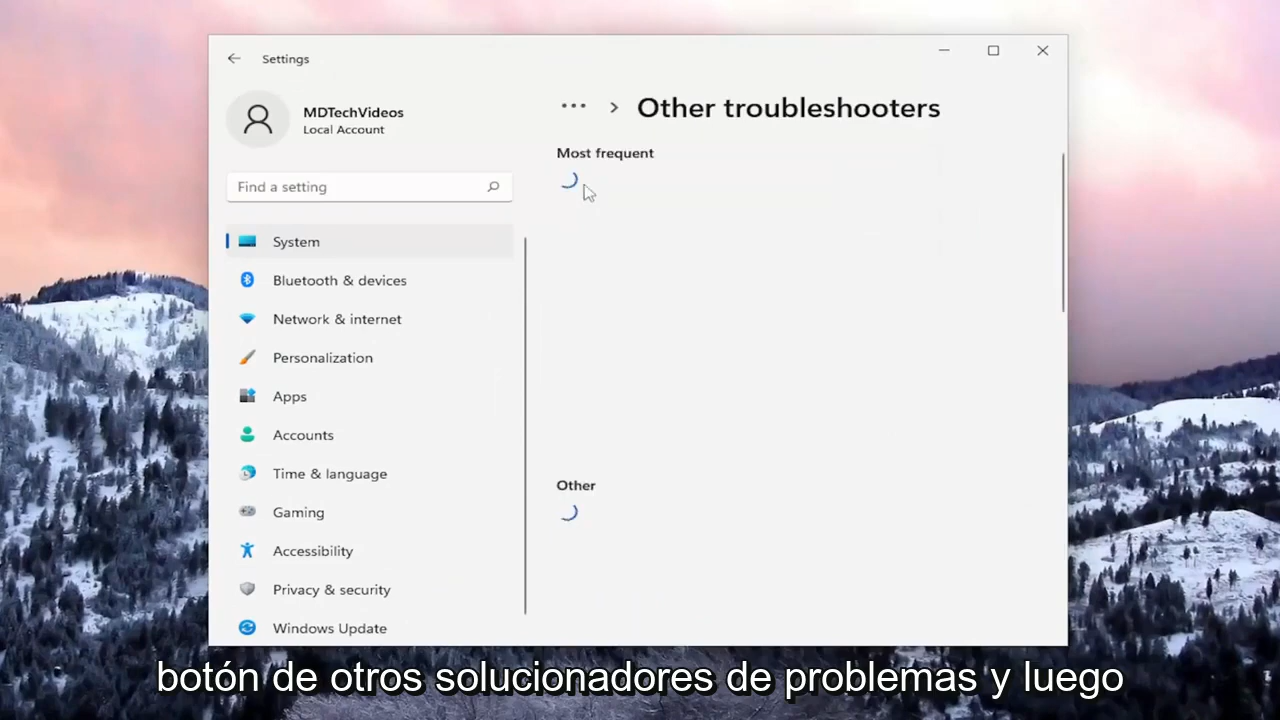 Settings
MDTechVideos
Local Account
Find a setting
System
Bluetooth & devices
Network & internet
Personalization
Apps
Accounts
Time & language
Gaming
Accessibility
Privacy & security
Windows Update
... > Other troubleshooters
Most frequent
Other
botón de otros solucionadores de problemas y luego